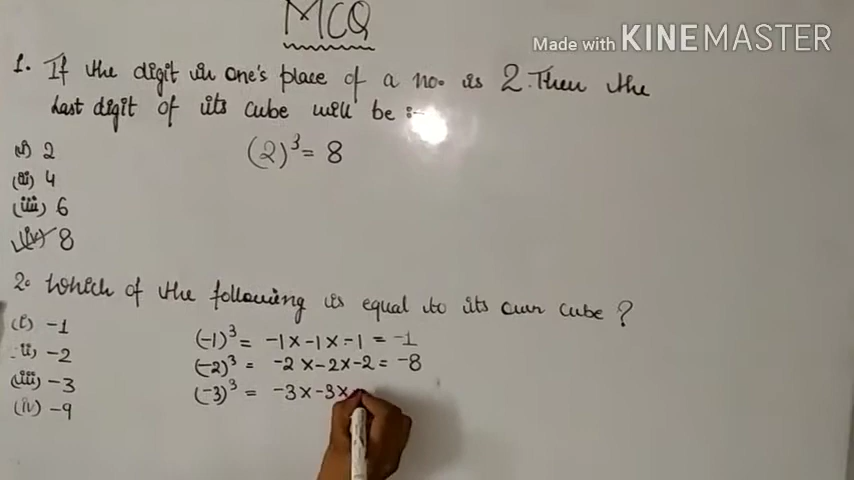 MCQ
Made with KINEMASTER
1. If the digit in one's place of a no. is 2. Then the
last digit of its cube will be :-
(2)³ = 8
(i) 2
(ii) 4
(iii) 6
(iv) 8
2. Which of the following is equal to its own cube ?
(i) -1
(-1)³ = -1 x -1 x -1 = -1
ii) -2
(-2)³ = -2 x -2 x -2 = -8
(iii) -3
(-3)³ = -3 x -3 x
(iv) -9